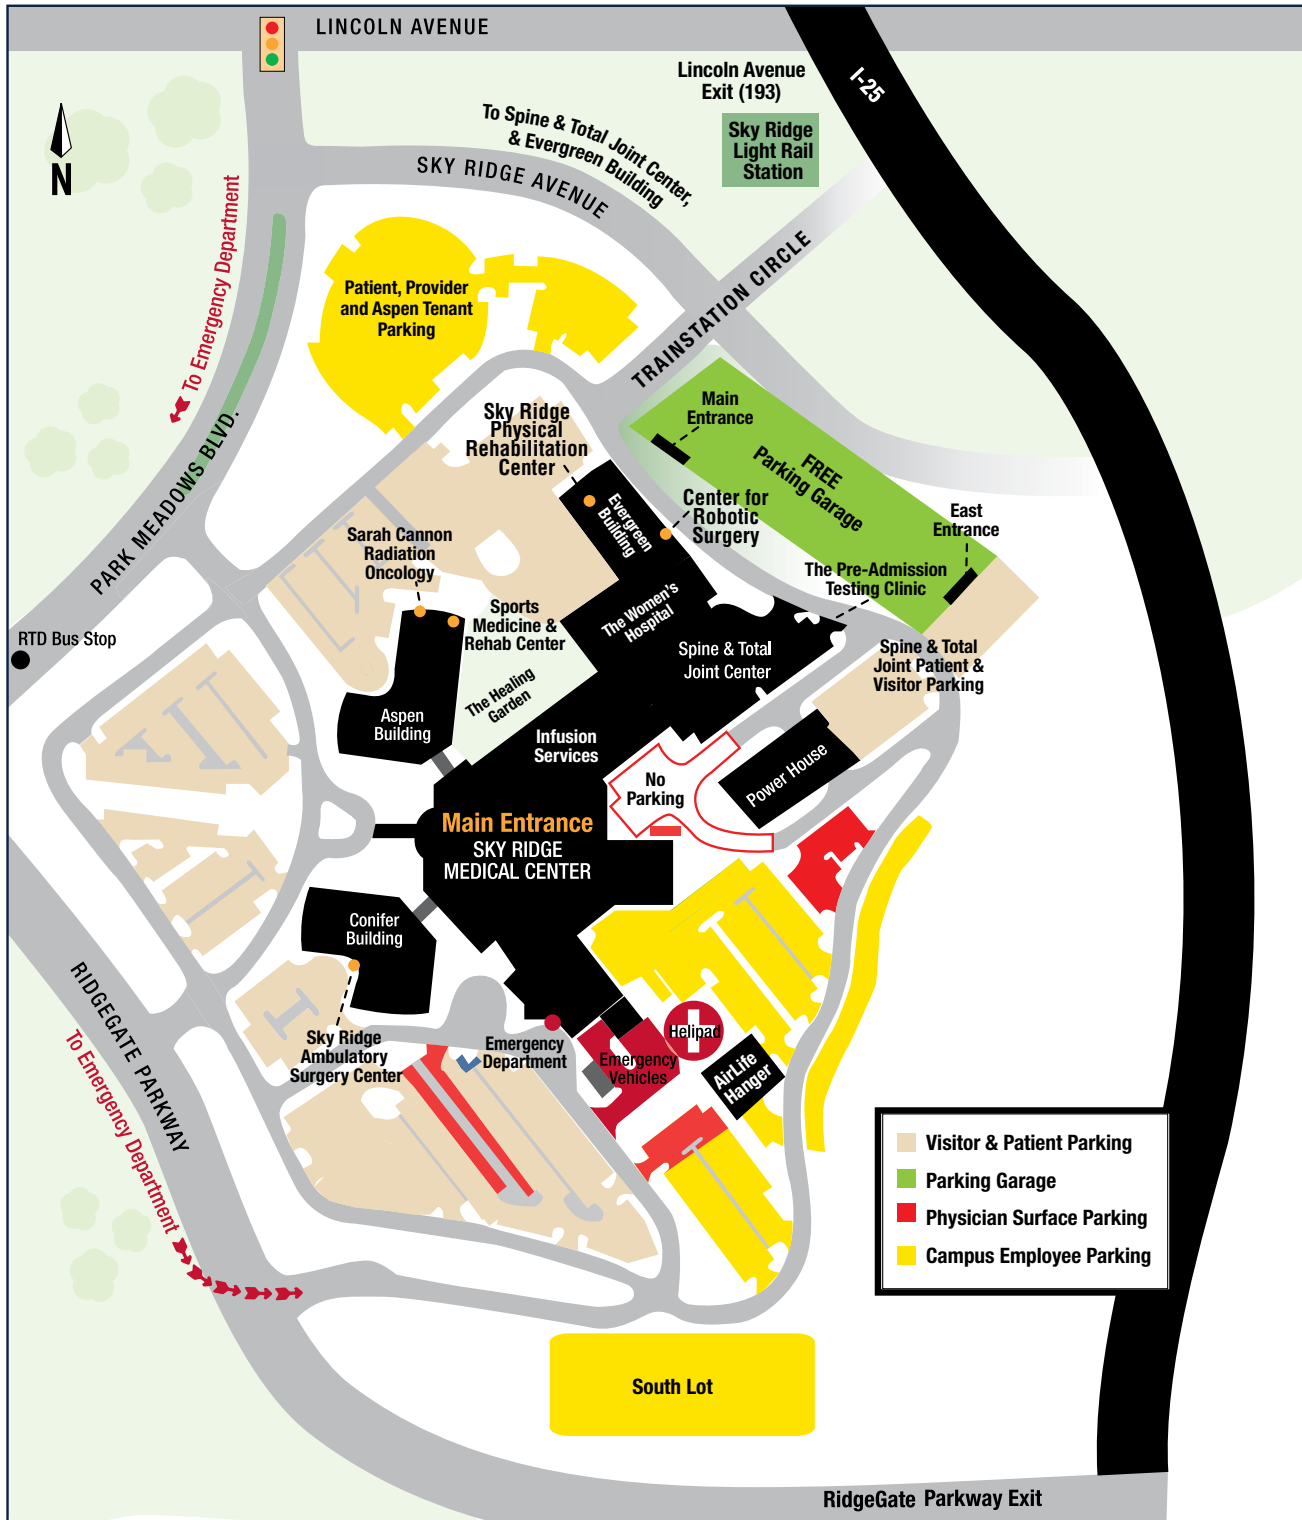 LINCOLN AVENUE
I-25
Lincoln Avenue
Exit (193)
Sky Ridge
Light Rail
Station
To Spine & Total Joint Center,
& Evergreen Building
SKY RIDGE AVENUE
N
To Emergency Department
TRAINSTATION CIRCLE
Patient, Provider
and Aspen Tenant
Parking
Main
Entrance
FREE
Parking Garage
PARK MEADOWS BLVD.
Sky Ridge
Physical
Rehabilitation
Center
Evergreen
Building
Center for
Robotic
Surgery
East
Entrance
Sarah Cannon
Radiation
Oncology
The Pre-Admission
Testing Clinic
Sports
Medicine &
Rehab Center
The Women's
Hospital
RTD Bus Stop
Spine & Total
Joint Center
Spine & Total
Joint Patient &
Visitor Parking
The Healing
Garden
Aspen
Building
Infusion
Services
No
Parking
Power House
Main Entrance
SKY RIDGE
MEDICAL CENTER
Conifer
Building
RIDGEGATE PARKWAY
To Emergency Department
Sky Ridge
Ambulatory
Surgery Center
Emergency
Department
Helipad
Emergency
Vehicles
AirLife
Hanger
Visitor & Patient Parking
Parking Garage
Physician Surface Parking
Campus Employee Parking
South Lot
RidgeGate Parkway Exit